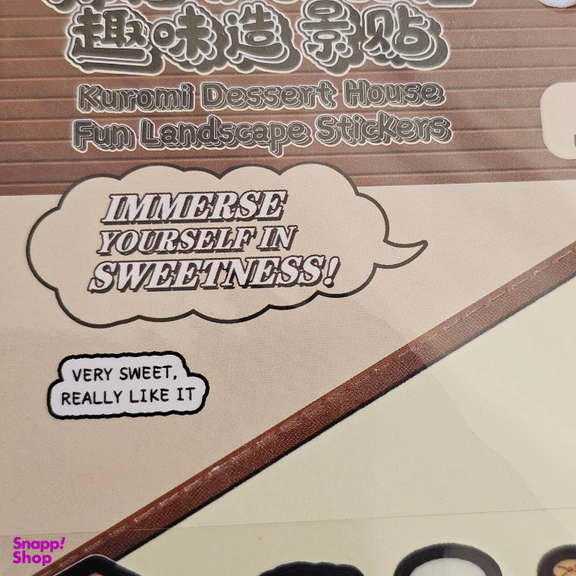 趣味造景贴
Kuromi Dessert House
Fun Landscape Stickers
IMMERSE
YOURSELF IN
SWEETNESS!
VERY SWEET,
REALLY LIKE IT
Snapp!
Shop